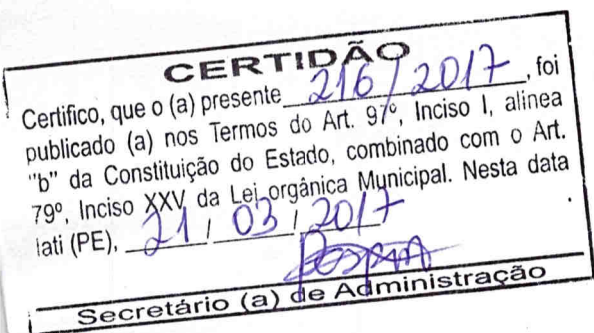 CERTIDÃO
Certifico, que o (a) presente 216 / 2017, foi
publicado (a) nos Termos do Art. 97º, Inciso I, alinea
"b" da Constituição do Estado, combinado com o Art.
79º, Inciso XXV, da Lei orgânica Municipal. Nesta data
Iati (PE), 21 / 03 / 2017
Secretário (a) de Administração